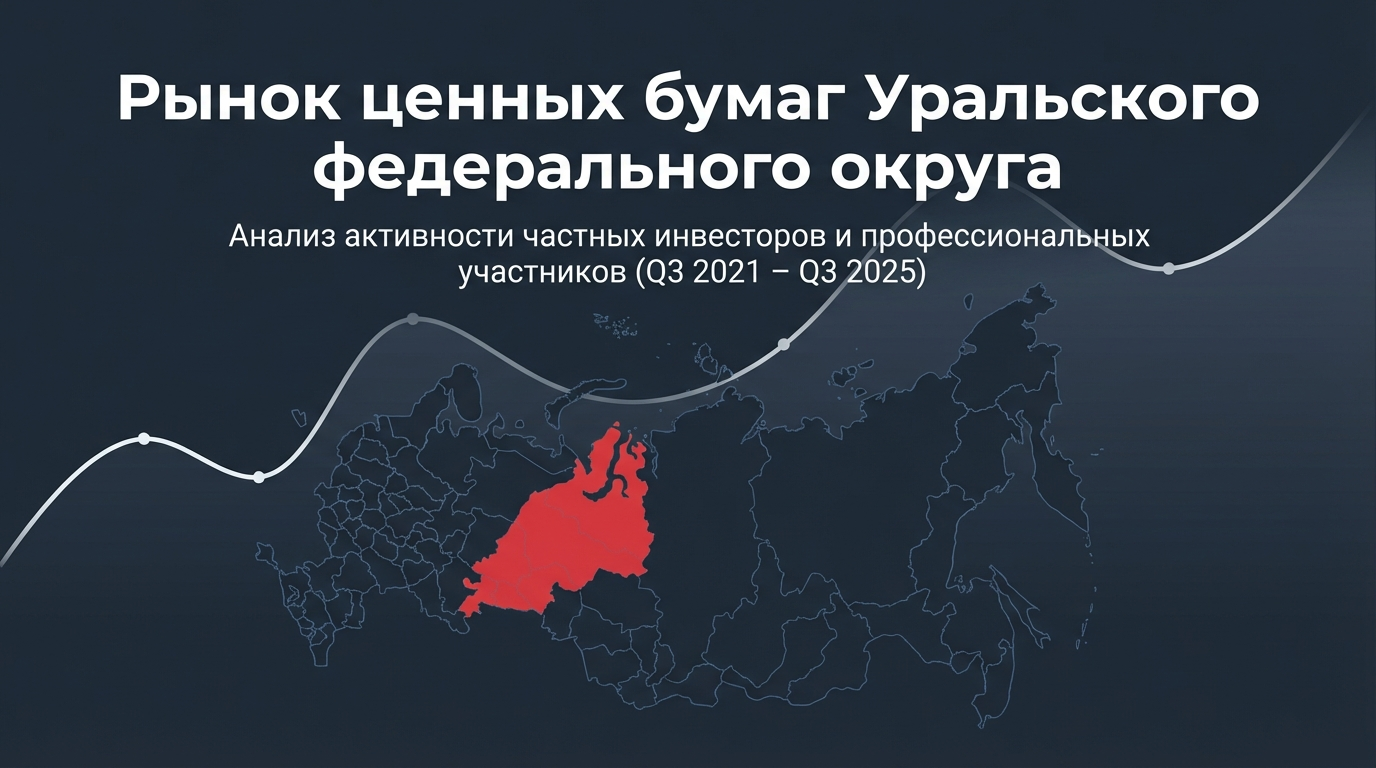 Рынок ценных бумаг Уральского
федерального округа
Анализ активности частных инвесторов и профессиональных
участников (Q3 2021 – Q3 2025)